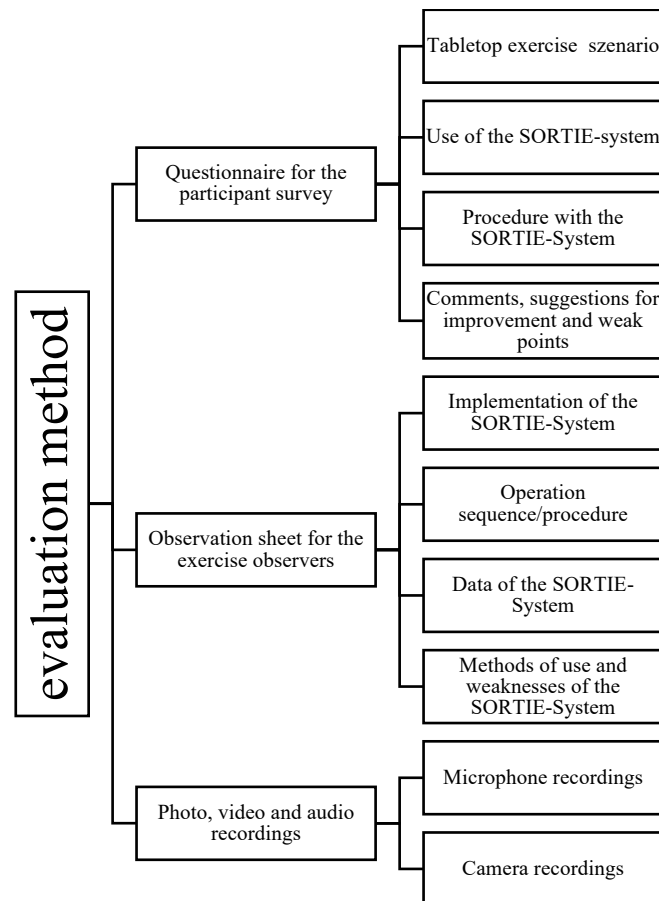 evaluation method
Questionnaire for the
participant survey
Tabletop exercise szenario
Use of the SORTIE-system
Procedure with the
SORTIE-System
Comments, suggestions for
improvement and weak
points
Observation sheet for the
exercise observers
Implementation of the
SORTIE-System
Operation
sequence/procedure
Data of the SORTIE-
System
Methods of use and
weaknesses of the
SORTIE-System
Photo, video and audio
recordings
Microphone recordings
Camera recordings